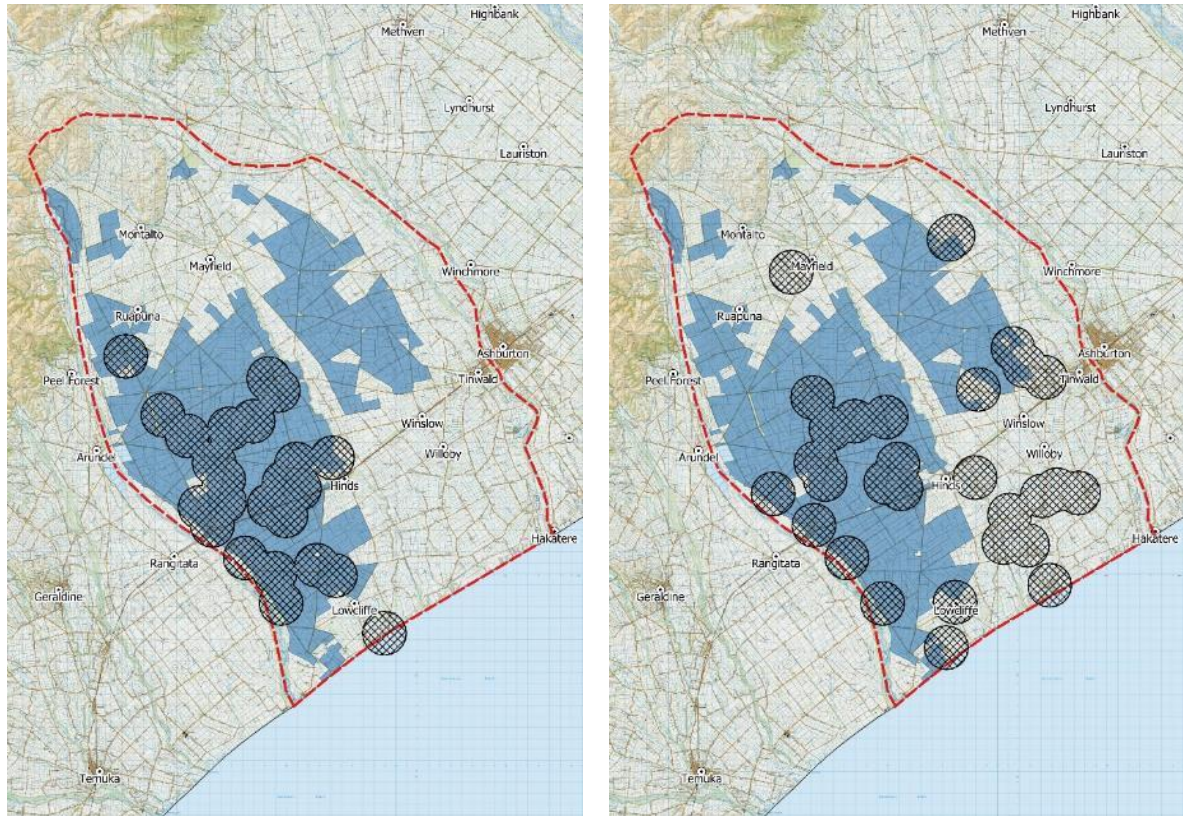 Highbank
Methven
Lyndhurst
Lauriston
Montalto
Mayfield
Winchmore
Ruapuna
Ashburton
Peel Forest
Tinwald
Winslow
Arundel
Willoby
Hinds
Hakatere
Rangitata
Geraldine
Lowcliffe
Temuka
Highbank
Methven
Lyndhurst
Lauriston
Montalto
Mayfield
Winchmore
Ruapuna
Ashburton
Peel Forest
Tinwald
Winslow
Arundel
Willoby
Hinds
Hakatere
Rangitata
Geraldine
Lowcliffe
Temuka